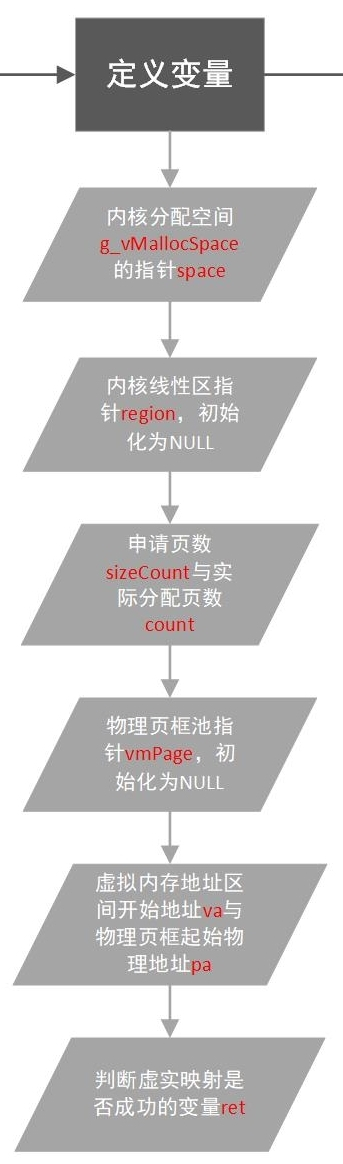 定义变量
内核分配空间
g_vMallocSpace
的指针space
内核线性区指
针region，初始
化为NULL
申请页数
sizeCount与实
际分配页数
count
物理页框池指
针vmPage，初
始化为NULL
虚拟内存地址区
间开始地址va与
物理页框起始物
理地址pa
判断虚实映射是
否成功的变量ret